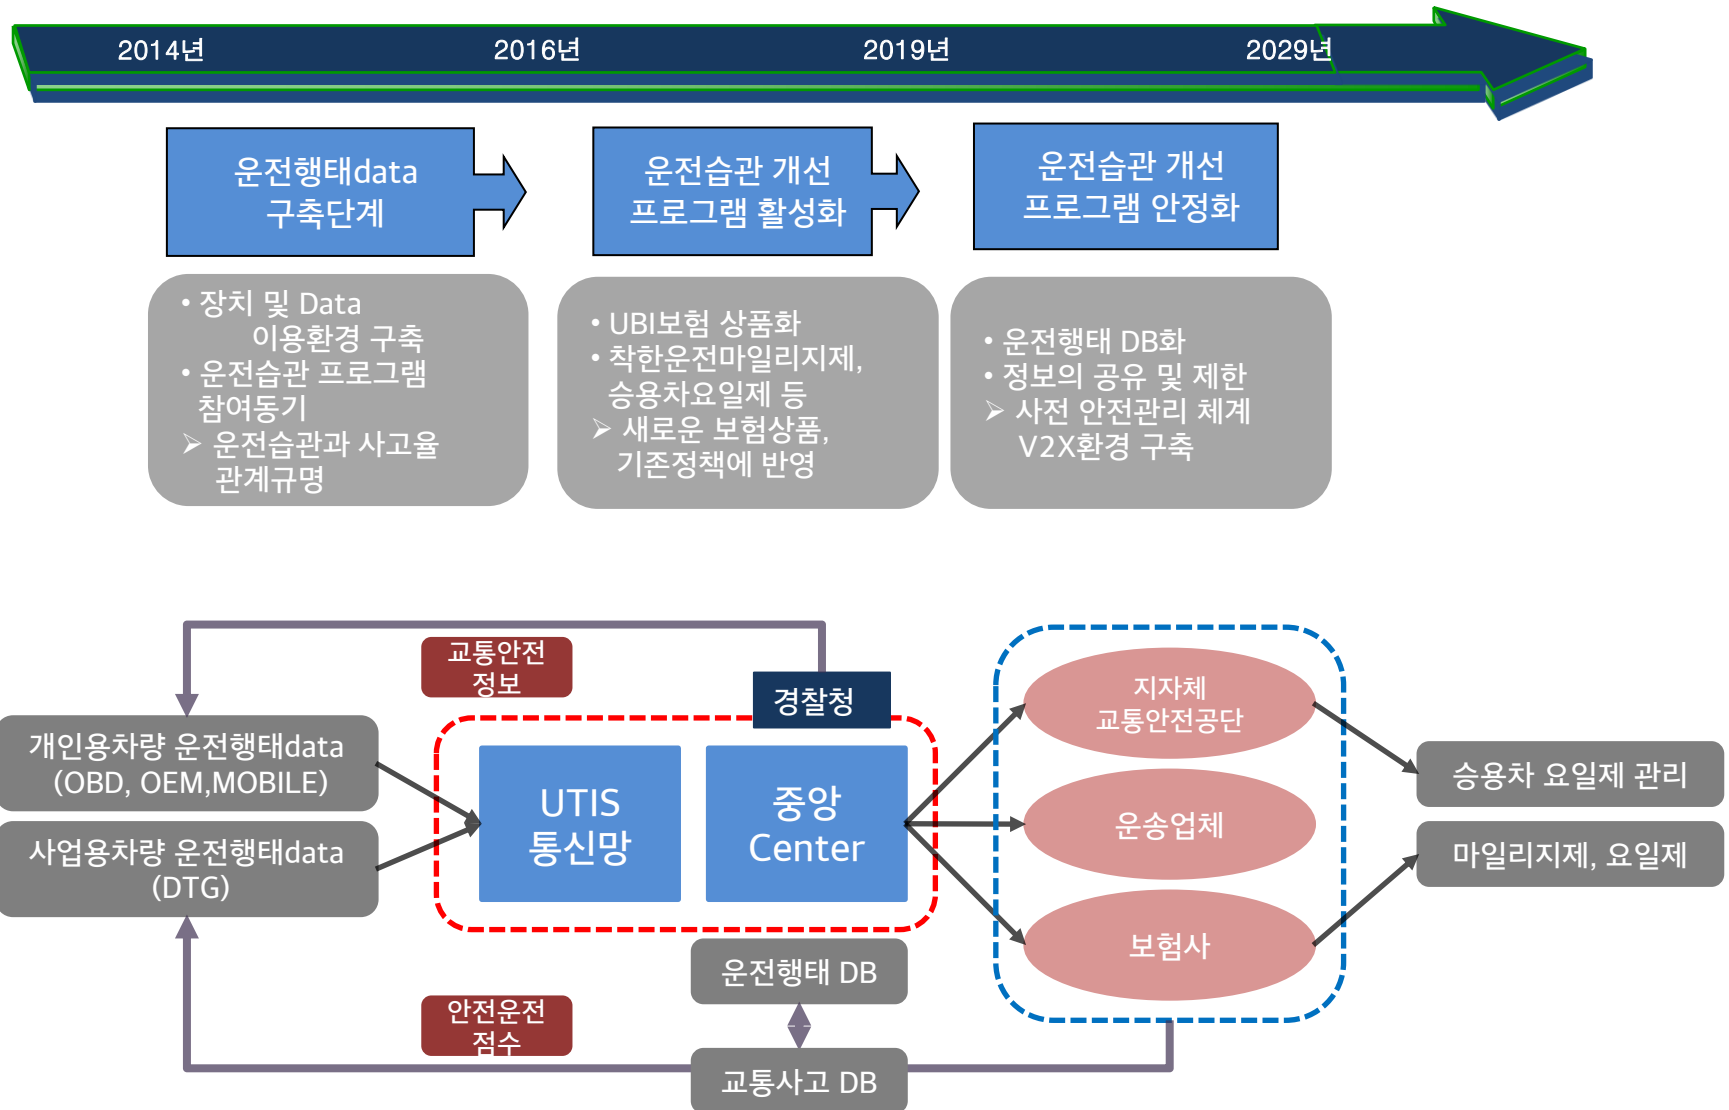 2014년
2016년
2019년
2029년
운전행태data
구축단계
운전습관 개선
프로그램 활성화
운전습관 개선
프로그램 안정화
• 장치 및 Data
이용환경 구축
• 운전습관 프로그램
참여동기
➢ 운전습관과 사고율
관계규명
• UBI보험 상품화
• 착한운전마일리지제,
승용차요일제 등
➢ 새로운 보험상품,
기존정책에 반영
• 운전행태 DB화
• 정보의 공유 및 제한
➢ 사전 안전관리 체계
V2X환경 구축
교통안전
정보
경찰청
개인용차량 운전행태data
(OBD, OEM,MOBILE)
사업용차량 운전행태data
(DTG)
UTIS
통신망
중앙
Center
지자체
교통안전공단
운송업체
보험사
승용차 요일제 관리
마일리지제, 요일제
운전행태 DB
안전운전
점수
교통사고 DB